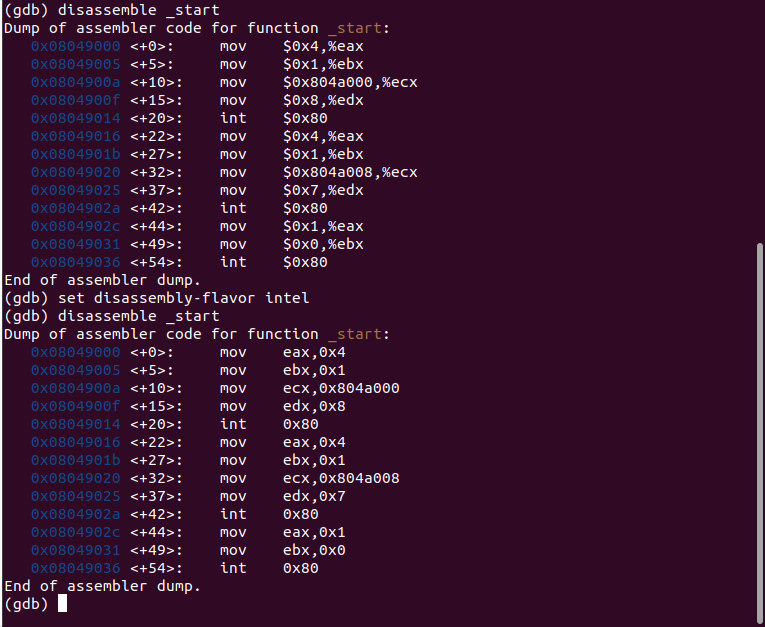 (gdb) disassemble _start
Dump of assembler code for function _start:
   0x08049000 <+0>:     mov    $0x4,%eax
   0x08049005 <+5>:     mov    $0x1,%ebx
   0x0804900a <+10>:    mov    $0x804a000,%ecx
   0x0804900f <+15>:    mov    $0x8,%edx
   0x08049014 <+20>:    int    $0x80
   0x08049016 <+22>:    mov    $0x4,%eax
   0x0804901b <+27>:    mov    $0x1,%ebx
   0x08049020 <+32>:    mov    $0x804a008,%ecx
   0x08049025 <+37>:    mov    $0x7,%edx
   0x0804902a <+42>:    int    $0x80
   0x0804902c <+44>:    mov    $0x1,%eax
   0x08049031 <+49>:    mov    $0x0,%ebx
   0x08049036 <+54>:    int    $0x80
End of assembler dump.
(gdb) set disassembly-flavor intel
(gdb) disassemble _start
Dump of assembler code for function _start:
   0x08049000 <+0>:     mov    eax,0x4
   0x08049005 <+5>:     mov    ebx,0x1
   0x0804900a <+10>:    mov    ecx,0x804a000
   0x0804900f <+15>:    mov    edx,0x8
   0x08049014 <+20>:    int    0x80
   0x08049016 <+22>:    mov    eax,0x4
   0x0804901b <+27>:    mov    ebx,0x1
   0x08049020 <+32>:    mov    ecx,0x804a008
   0x08049025 <+37>:    mov    edx,0x7
   0x0804902a <+42>:    int    0x80
   0x0804902c <+44>:    mov    eax,0x1
   0x08049031 <+49>:    mov    ebx,0x0
   0x08049036 <+54>:    int    0x80
End of assembler dump.
(gdb)